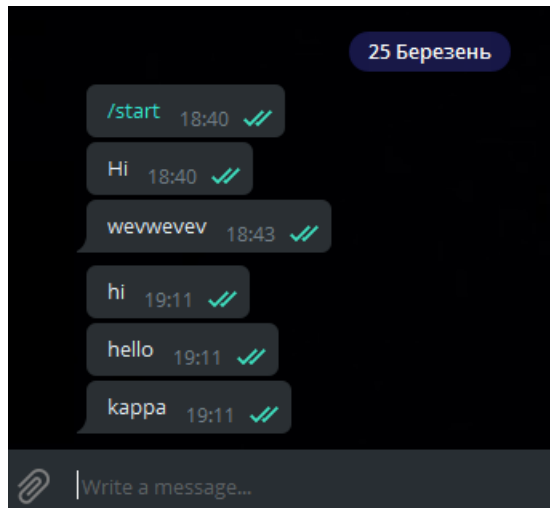 25 Березень
/start 18:40
Hi 18:40
wevwevev 18:43
hi 19:11
hello 19:11
kappa 19:11
Write a message...